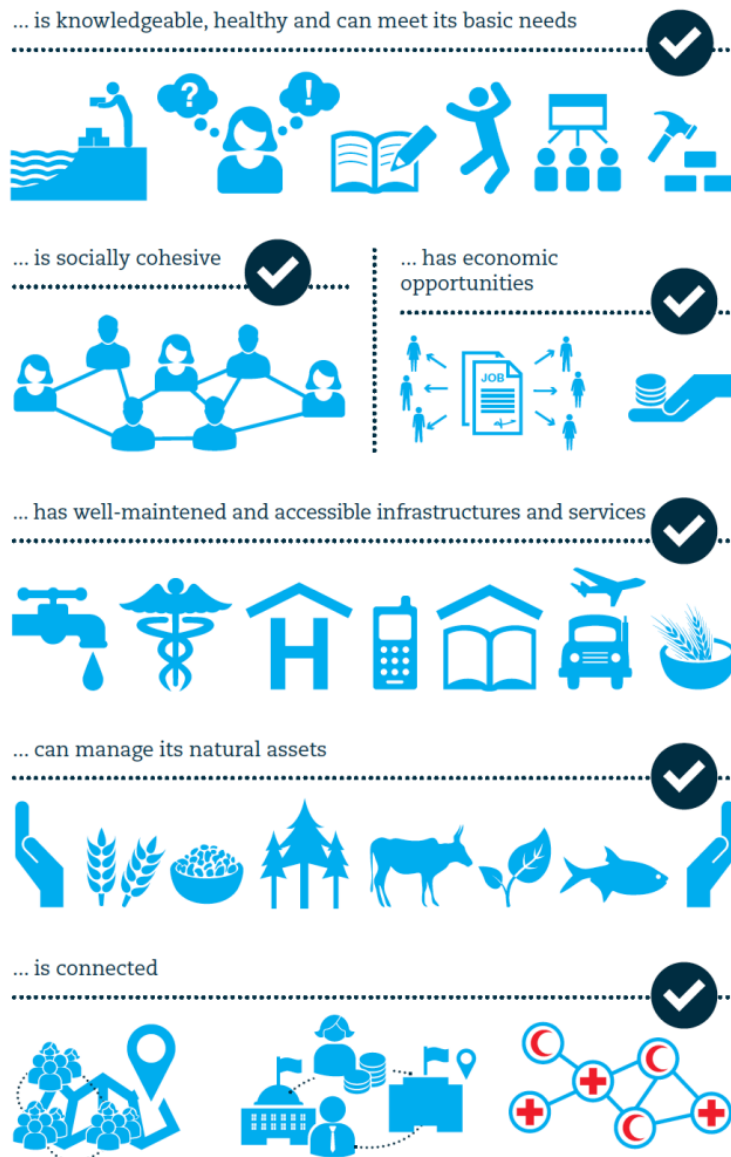 ... is knowledgeable, healthy and can meet its basic needs
? !
... is socially cohesive
... has economic
opportunities
JOB
... has well-maintened and accessible infrastructures and services
H
... can manage its natural assets
... is connected